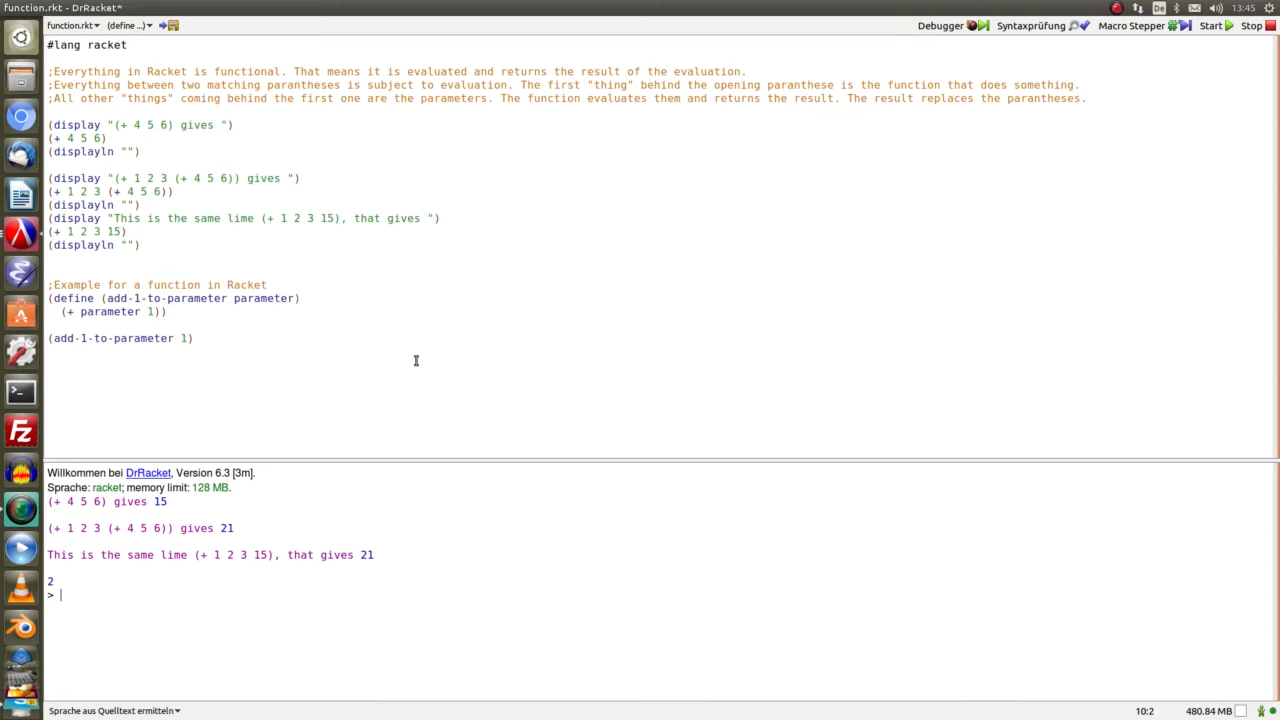 function.rkt - DrRacket*
De
13:45
function.rkt▾ (define ...)▾
Debugger Syntaxprüfung Macro Stepper Start Stop
#lang racket
;Everything in Racket is functional. That means it is evaluated and returns the result of the evaluation.
;Everything between two matching parantheses is subject to evaluation. The first "thing" behind the opening paranthese is the function that does something.
;All other "things" coming behind the first one are the parameters. The function evaluates them and returns the result. The result replaces the parantheses.
(display "(+ 4 5 6) gives ")
(+ 4 5 6)
(displayln "")
(display "(+ 1 2 3 (+ 4 5 6)) gives ")
(+ 1 2 3 (+ 4 5 6))
(displayln "")
(display "This is the same lime (+ 1 2 3 15), that gives ")
(+ 1 2 3 15)
(displayln "")
;Example for a function in Racket
(define (add-1-to-parameter parameter)
(+ parameter 1))
(add-1-to-parameter 1)
Willkommen bei DrRacket, Version 6.3 [3m].
Sprache: racket; memory limit: 128 MB.
(+ 4 5 6) gives 15
(+ 1 2 3 (+ 4 5 6)) gives 21
This is the same lime (+ 1 2 3 15), that gives 21
2
>
Fz
Sprache aus Quelltext ermitteln▾
10:2
480.84 MB